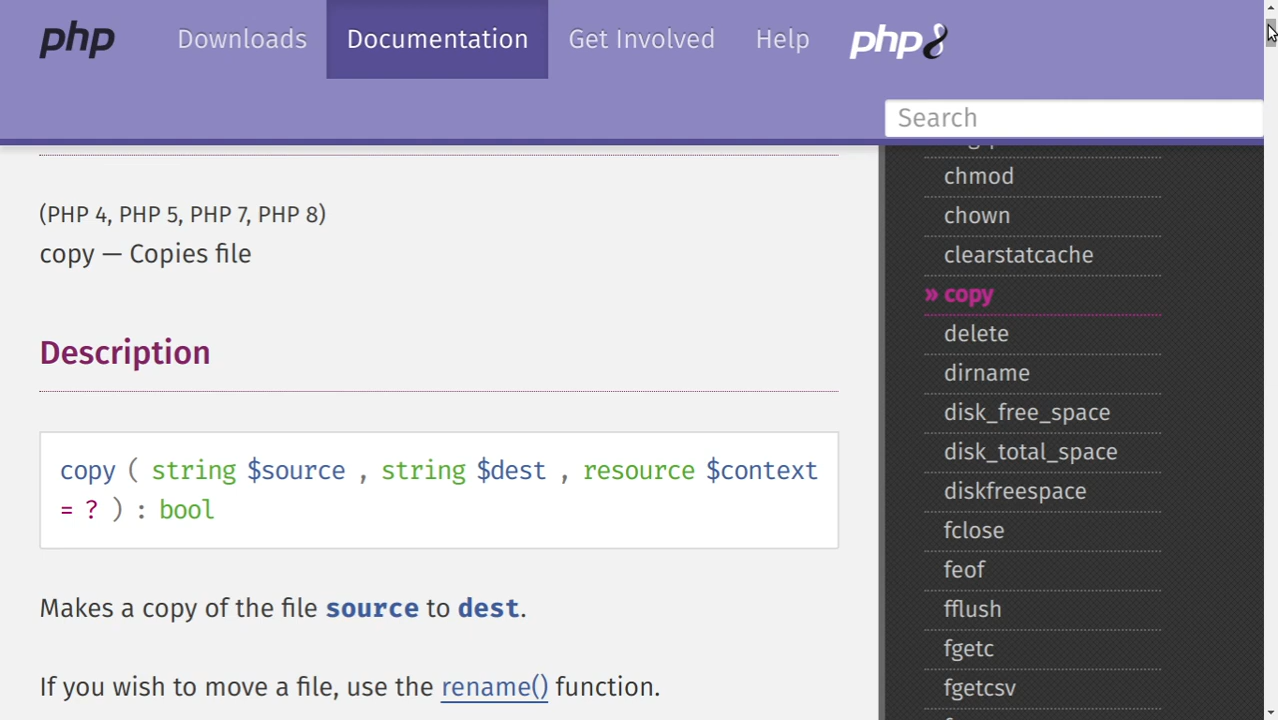 php Downloads Documentation Get Involved Help php8
Search
(PHP 4, PHP 5, PHP 7, PHP 8)
copy — Copies file
Description
copy ( string $source , string $dest , resource $context
= ? ) : bool
Makes a copy of the file source to dest.
If you wish to move a file, use the rename() function.
chmod
chown
clearstatcache
» copy
delete
dirname
disk_free_space
disk_total_space
diskfreespace
fclose
feof
fflush
fgetc
fgetcsv